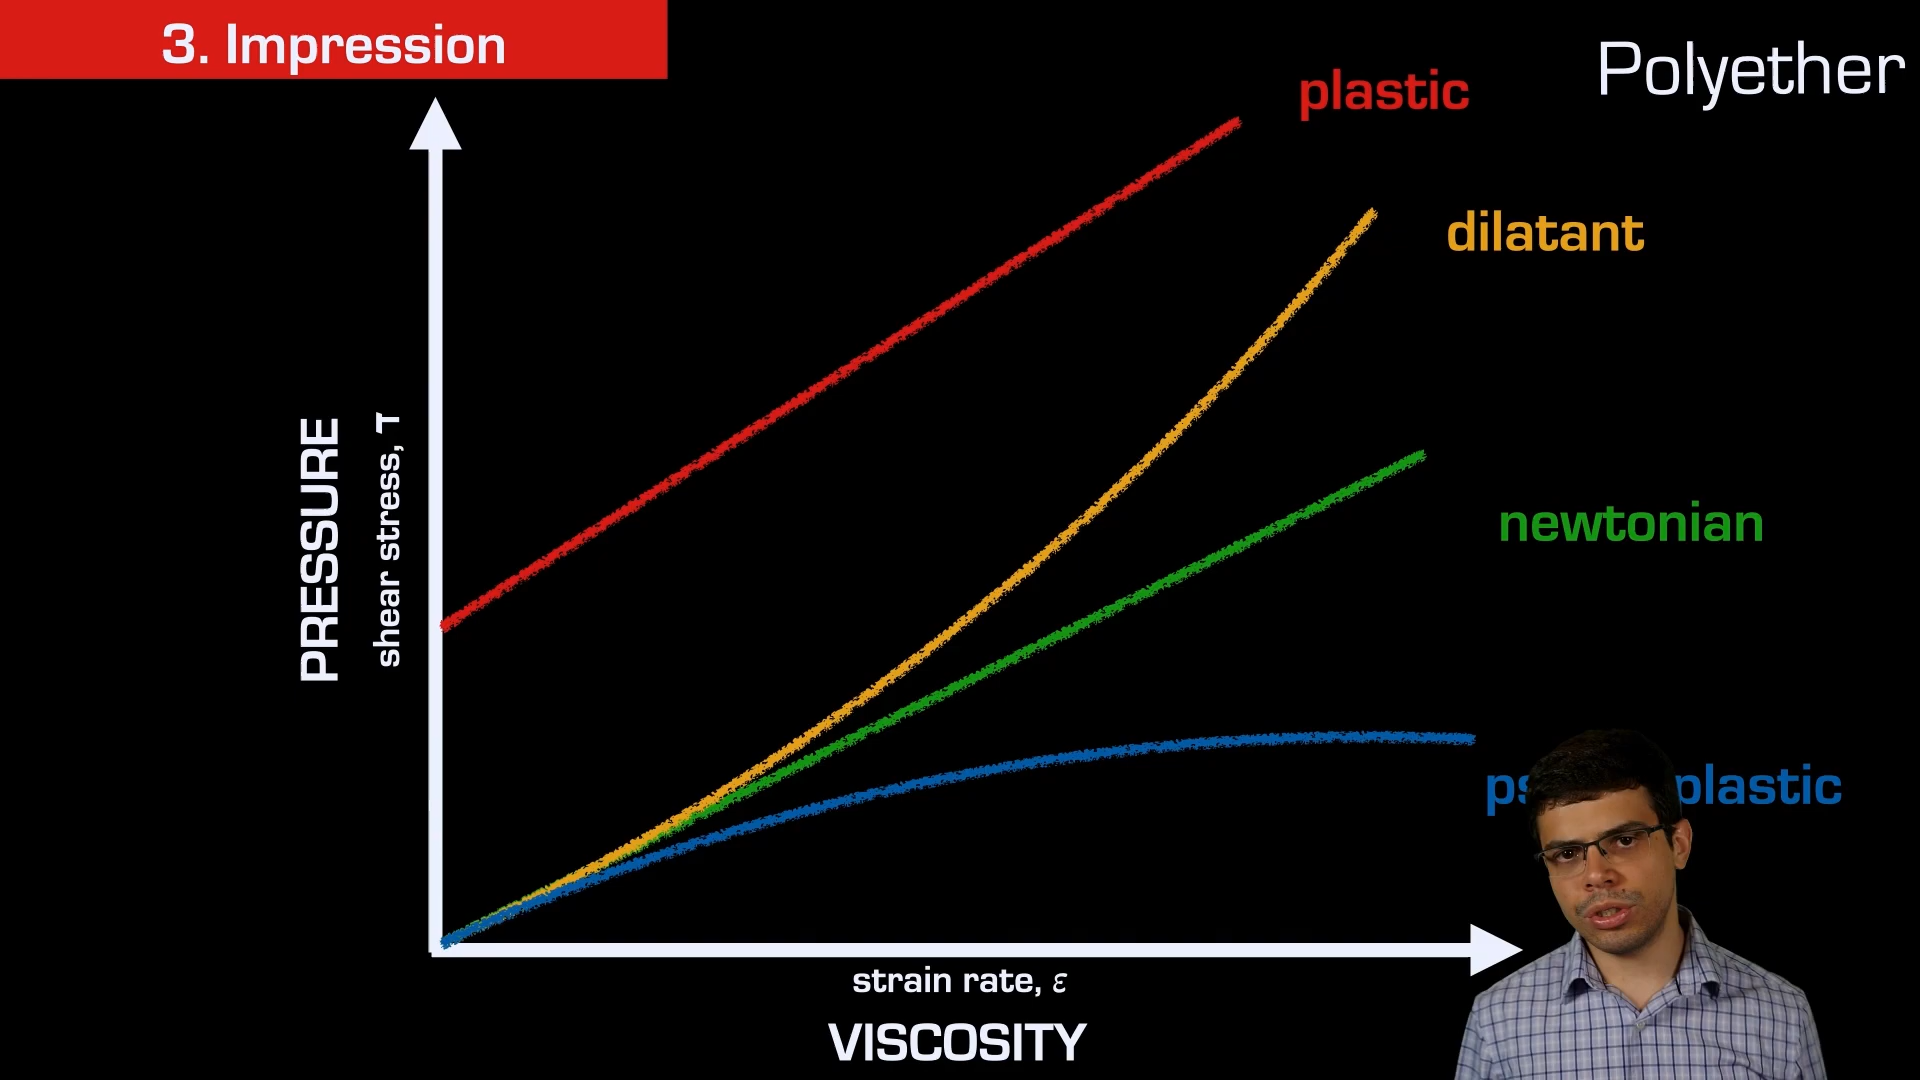 3. Impression
Polyether
plastic
dilatant
newtonian
plastic
PRESSURE
shear stress, T
strain rate, ε
VISCOSITY